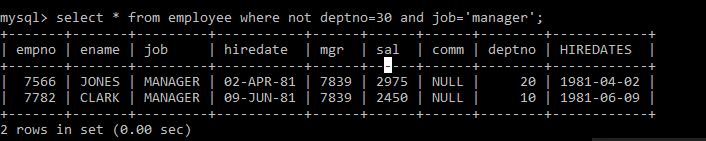 mysql> select * from employee where not deptno=30 and job='manager';
+-------+-------+---------+-----------+------+------+------+--------+------------+
| empno | ename | job     | hiredate  | mgr  | sal  | comm | deptno | HIREDATES  |
+-------+-------+---------+-----------+------+------+------+--------+------------+
|  7566 | JONES | MANAGER | 02-APR-81 | 7839 | 2975 | NULL |     20 | 1981-04-02 |
|  7782 | CLARK | MANAGER | 09-JUN-81 | 7839 | 2450 | NULL |     10 | 1981-06-09 |
+-------+-------+---------+-----------+------+------+------+--------+------------+
2 rows in set (0.00 sec)